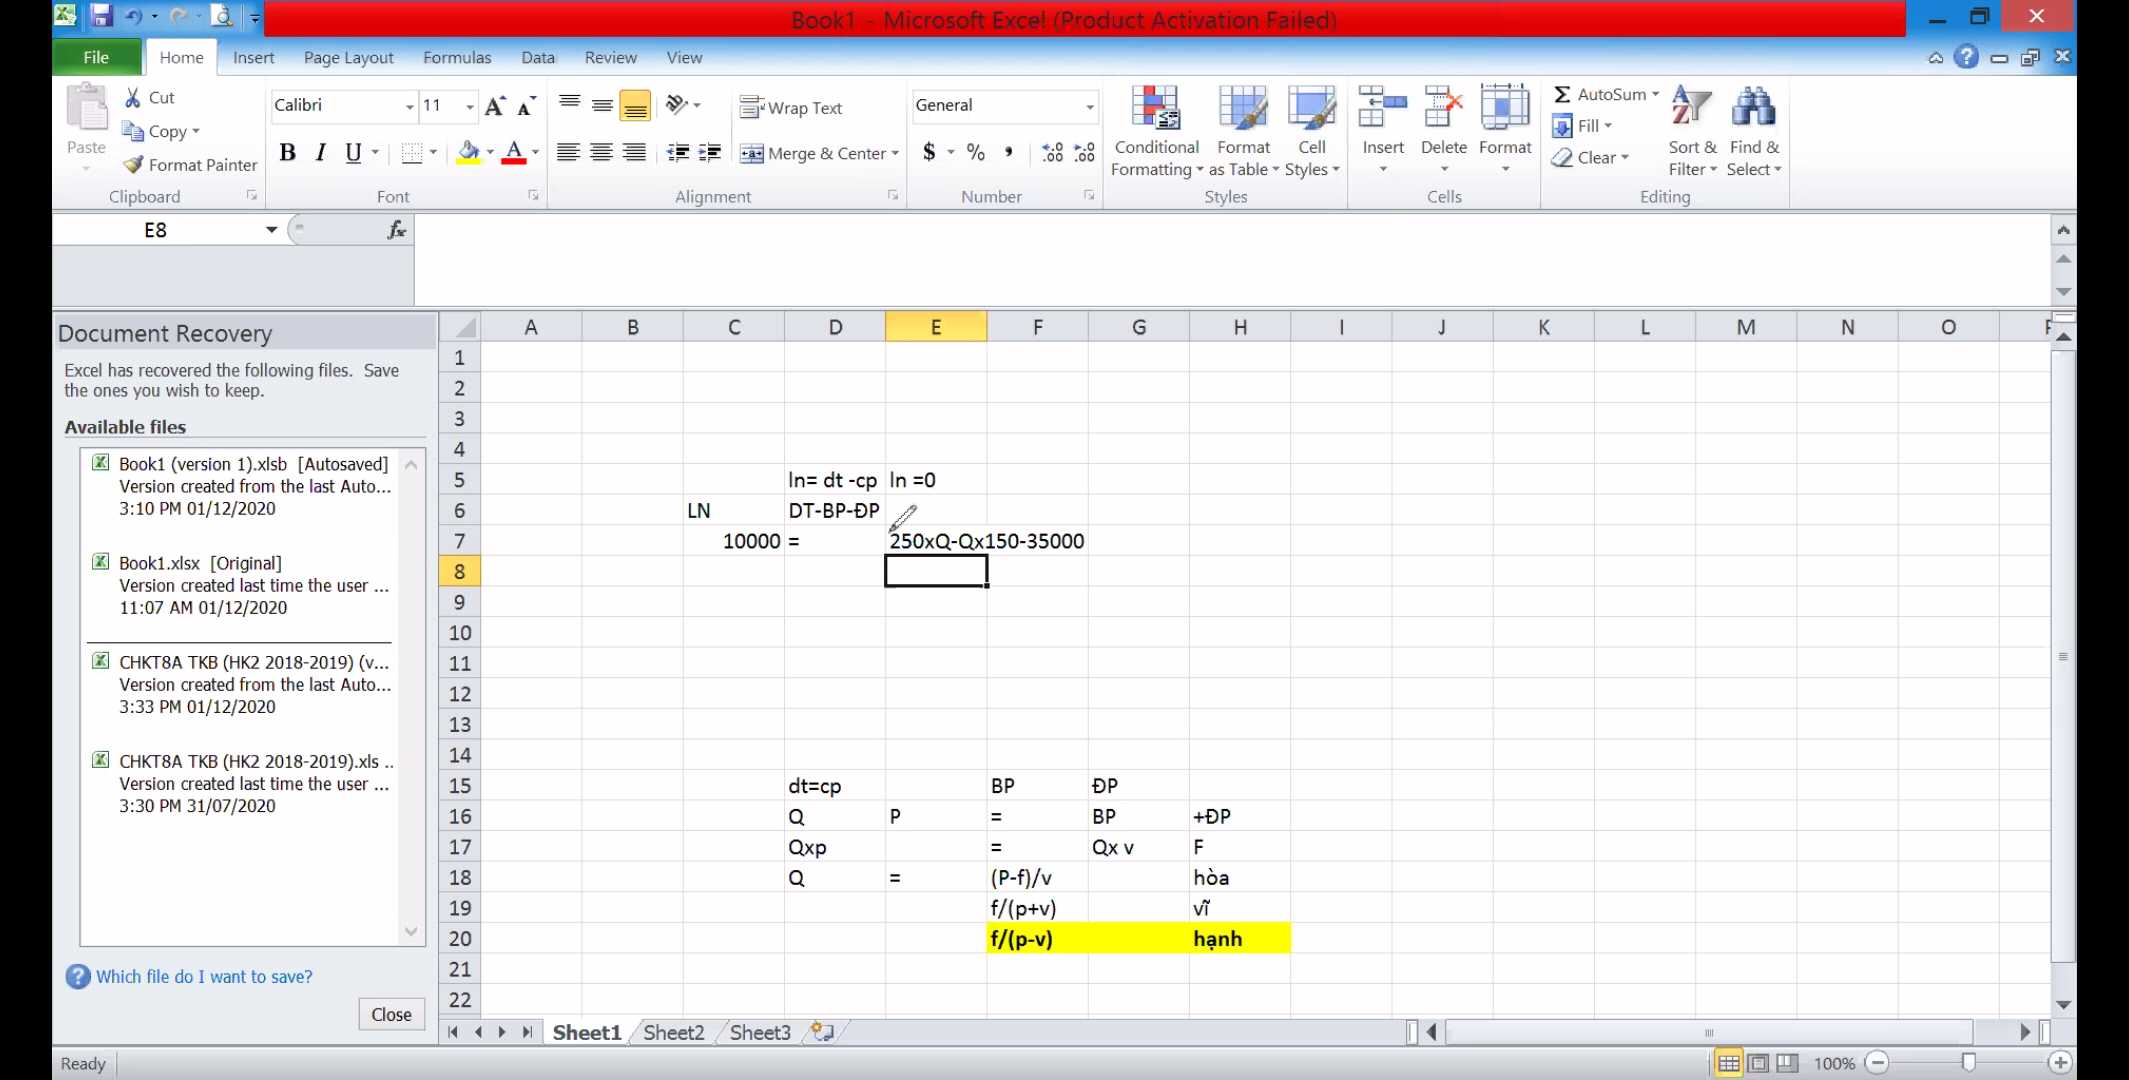 Book1 - Microsoft Excel (Product Activation Failed)
File Home Insert Page Layout Formulas Data Review View
Cut
Copy
Format Painter
Paste
Clipboard
Calibri 11
B I U
Font
Wrap Text
Merge & Center
Alignment
General
$ % ,
Number
Conditional Formatting
Format as Table
Cell Styles
Styles
Insert Delete Format
Cells
Σ AutoSum
Fill
Clear
Sort & Filter
Find & Select
Editing
E8 fx
Document Recovery
Excel has recovered the following files. Save
the ones you wish to keep.
Available files
Book1 (version 1).xlsb [Autosaved]
Version created from the last Auto...
3:10 PM 01/12/2020
Book1.xlsx [Original]
Version created last time the user ...
11:07 AM 01/12/2020
CHKT8A TKB (HK2 2018-2019) (v...
Version created from the last Auto...
3:33 PM 01/12/2020
CHKT8A TKB (HK2 2018-2019).xls ..
Version created last time the user ...
3:30 PM 31/07/2020
Which file do I want to save?
Close
A B C D E F G H I J K L M N O
1
2
3
4
5 ln= dt -cp ln =0
6 LN DT-BP-ĐP
7 10000 = 250xQ-Qx150-35000
8
9
10
11
12
13
14
15 dt=cp BP ĐP
16 Q P = BP +ĐP
17 Qxp = Qx v F
18 Q = (P-f)/v hòa
19 f/(p+v) vĩ
20 f/(p-v) hạnh
21
22
Sheet1 Sheet2 Sheet3
Ready 100%